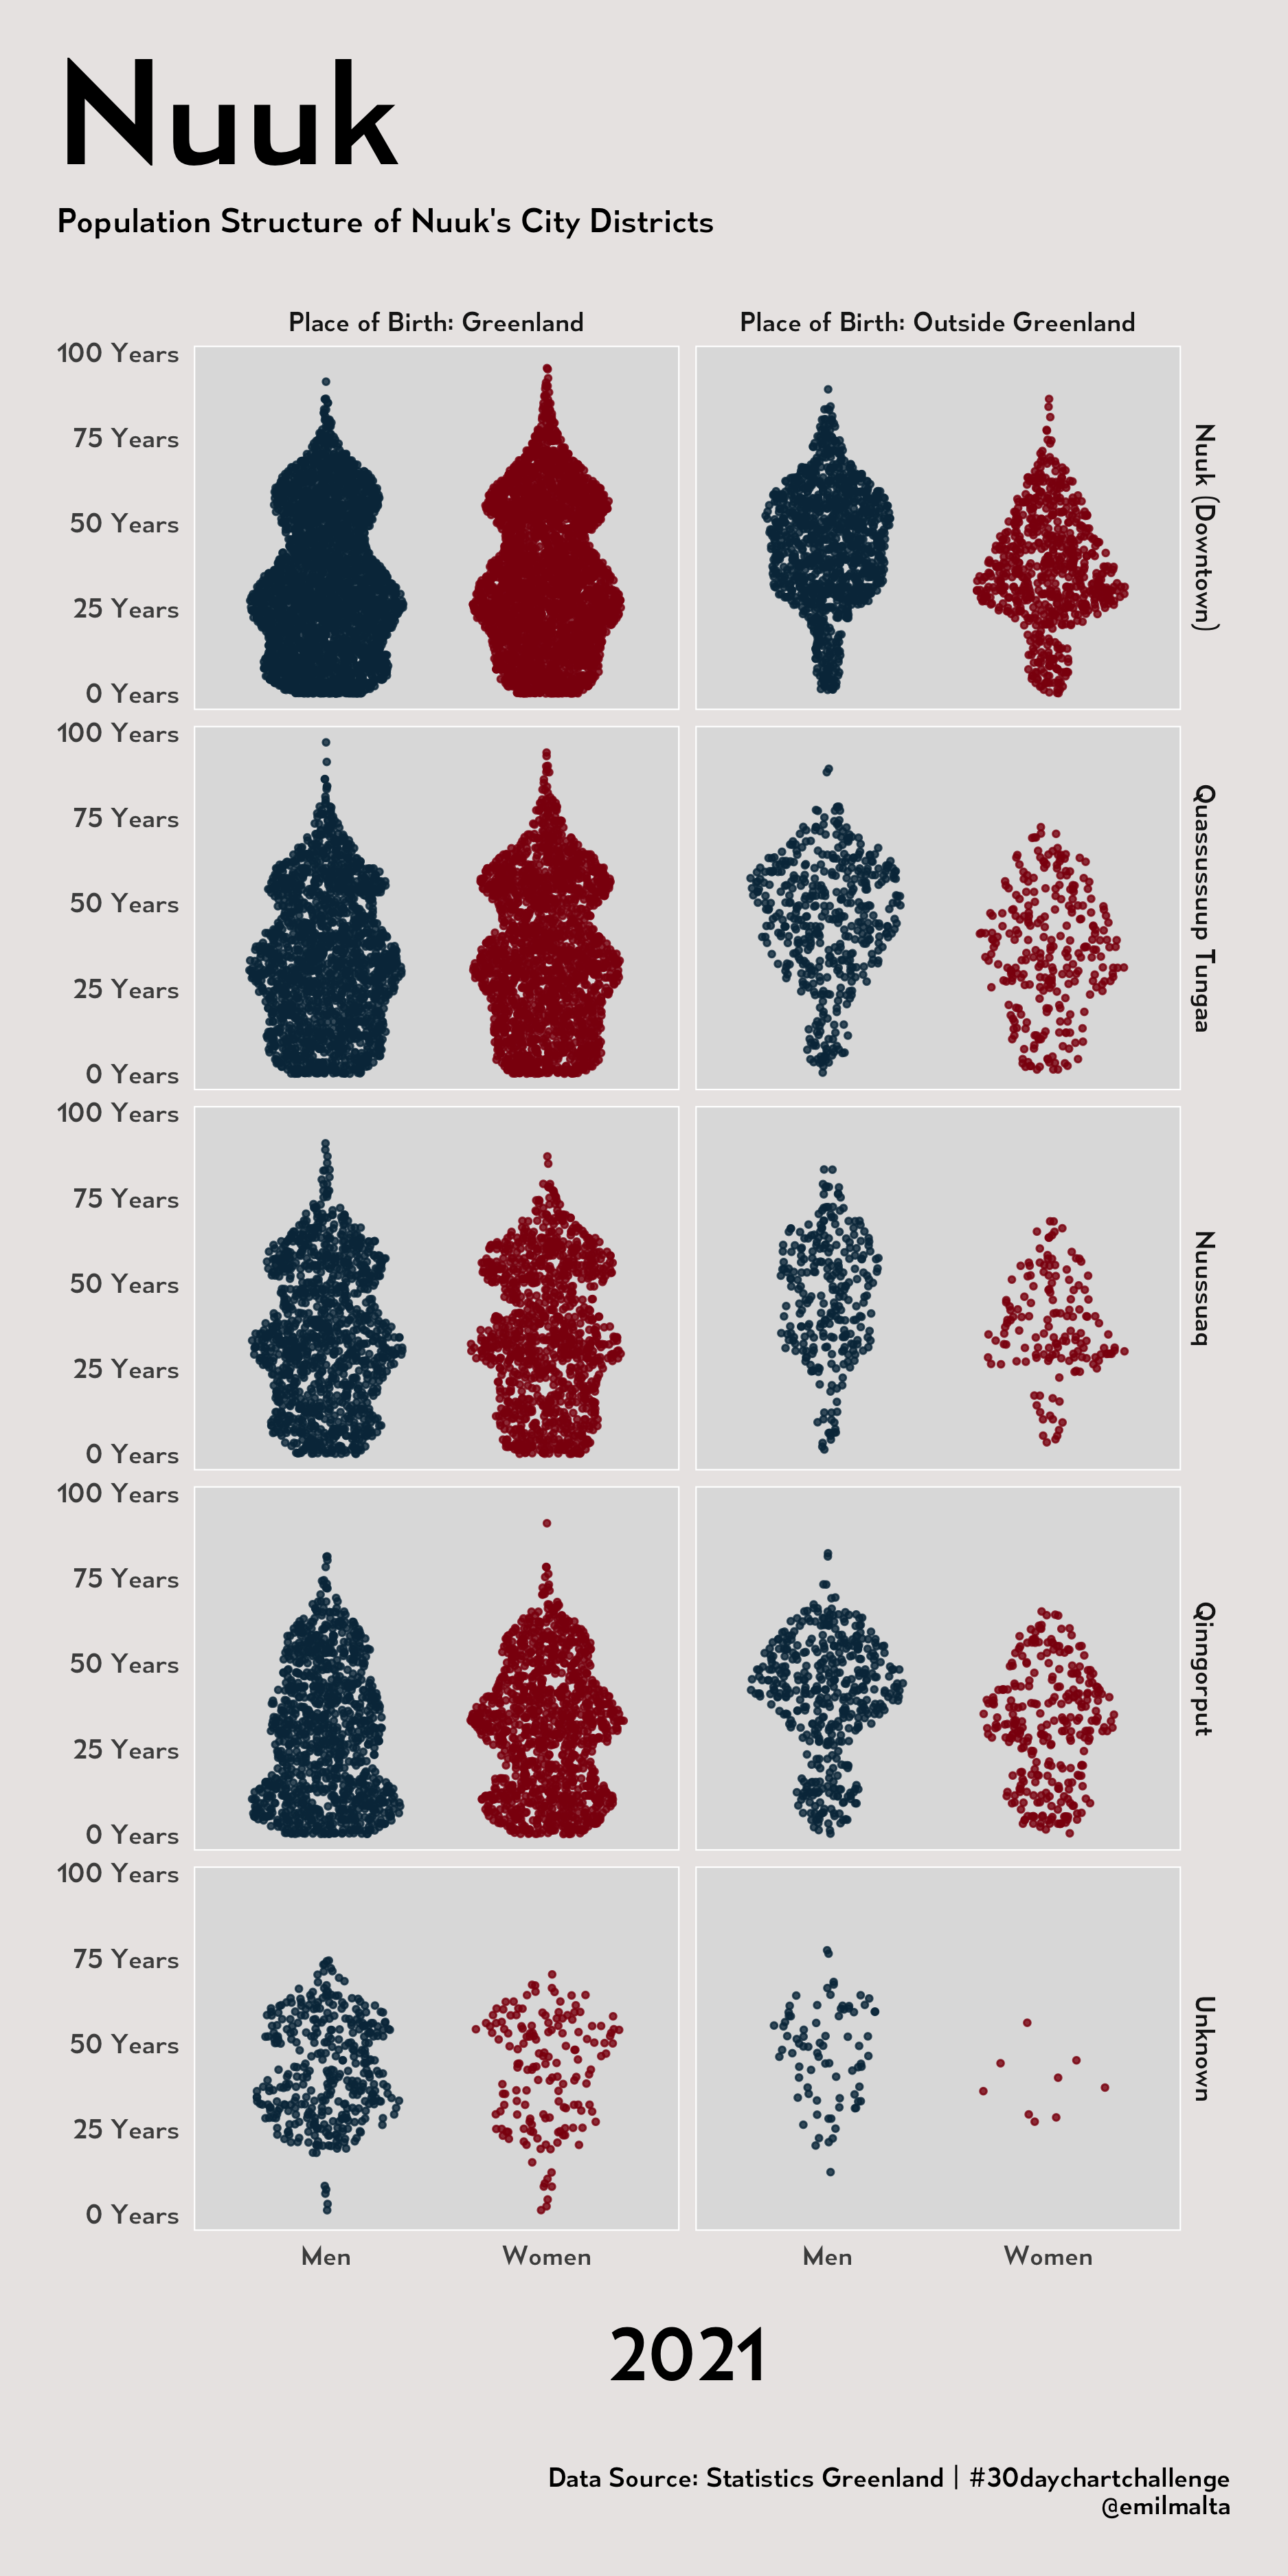 Nuuk
Population Structure of Nuuk's City Districts
Place of Birth: Greenland
Place of Birth: Outside Greenland
100 Years
75 Years
50 Years
25 Years
0 Years
Nuuk (Downtown)
100 Years
75 Years
50 Years
25 Years
0 Years
Quassussuup Tungaa
100 Years
75 Years
50 Years
25 Years
0 Years
Nuussuaq
100 Years
75 Years
50 Years
25 Years
0 Years
Qinngorput
100 Years
75 Years
50 Years
25 Years
0 Years
Unknown
Men
Women
Men
Women
2021
Data Source: Statistics Greenland | #30daychartchallenge
@emilmalta